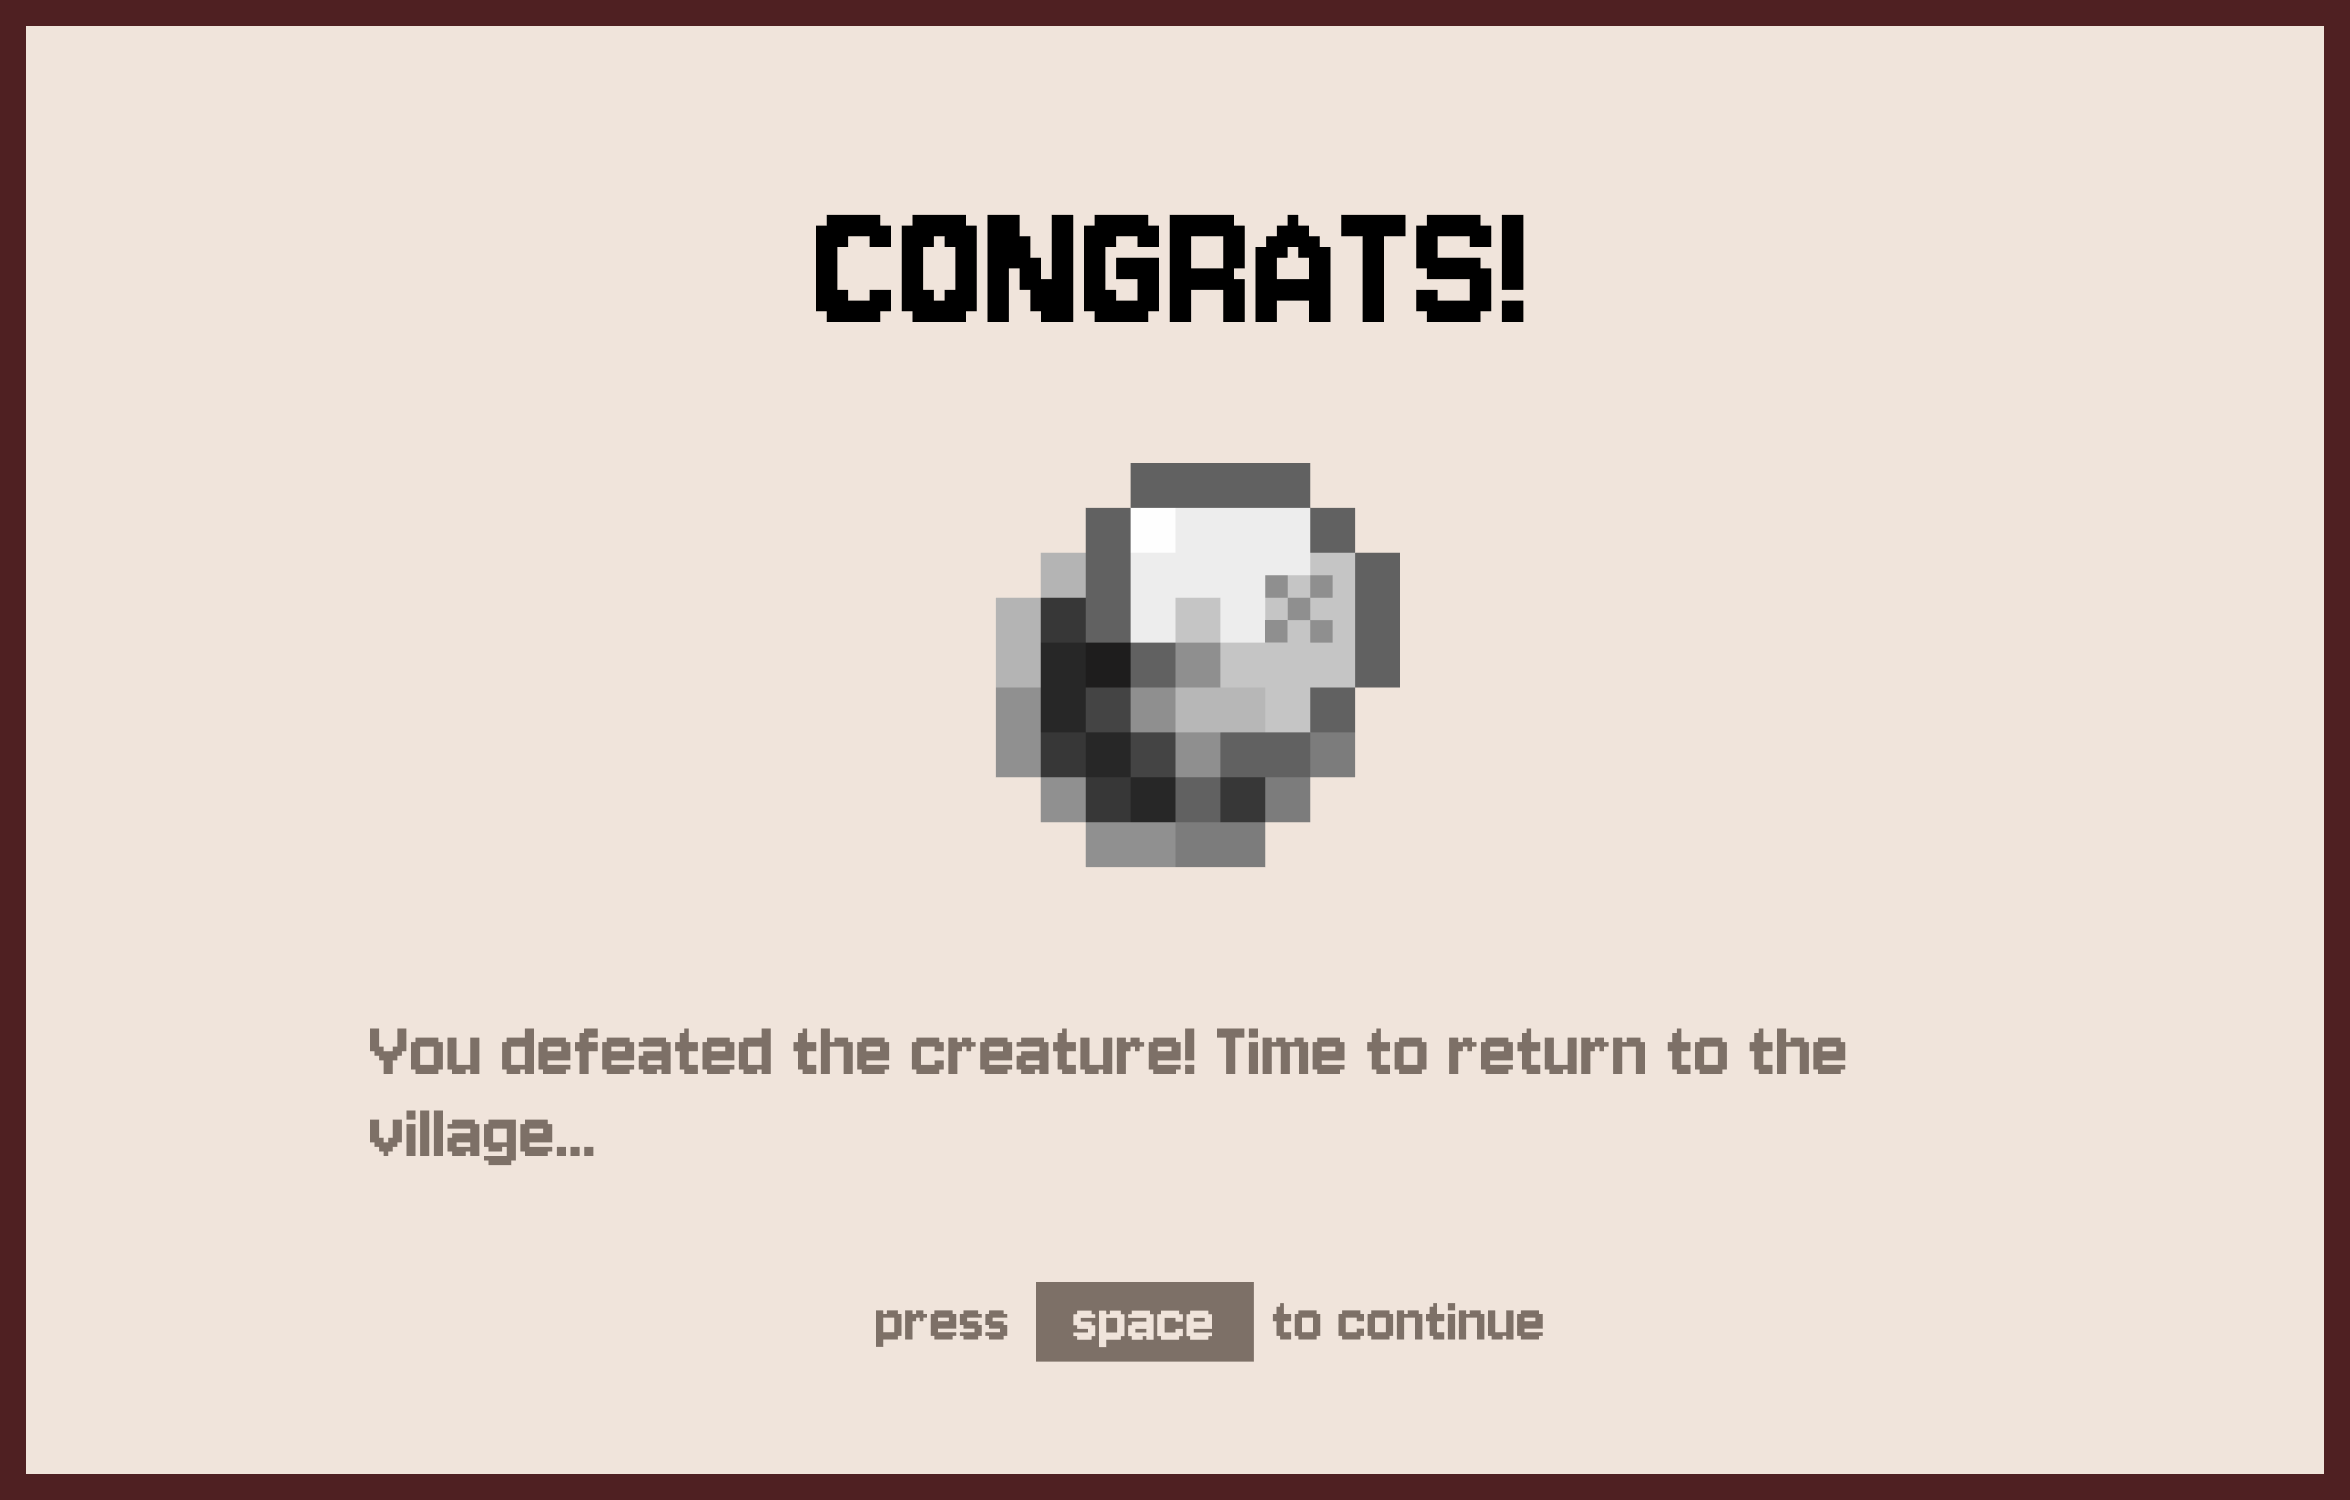 CONGRATS!
You defeated the creature! Time to return to the
village...
press space to continue